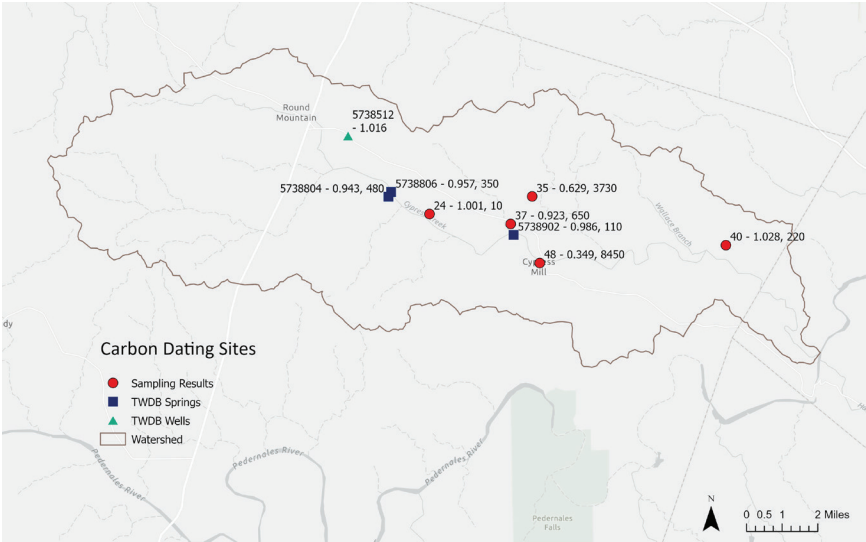 Round
Mountain
5738512
- 1.016
5738804 - 0.943, 480
5738806 - 0.957, 350
35 - 0.629, 3730
24 - 1.001, 10
Cypress Creek
37 - 0.923, 650
5738902 - 0.986, 110
Wallace Branch
40 - 1.028, 220
48 - 0.349, 8450
Cypress
Mill
dy
Carbon Dating Sites
Sampling Results
TWDB Springs
TWDB Wells
Watershed
Pedernales River
Pedernales River
Pedernales River
Pedernales
Falls
N
0 0.5 1 2 Miles